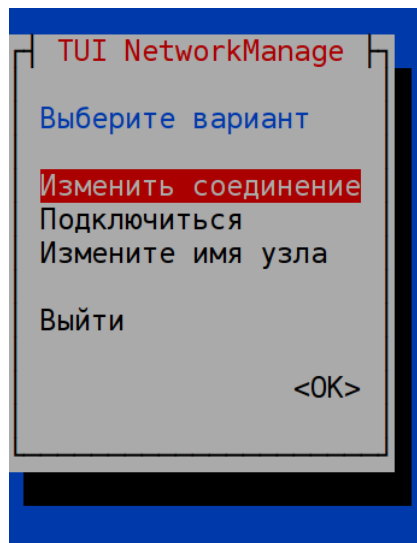 TUI NetworkManage
Выберите вариант
Изменить соединение
Подключиться
Измените имя узла
Выйти
<OK>